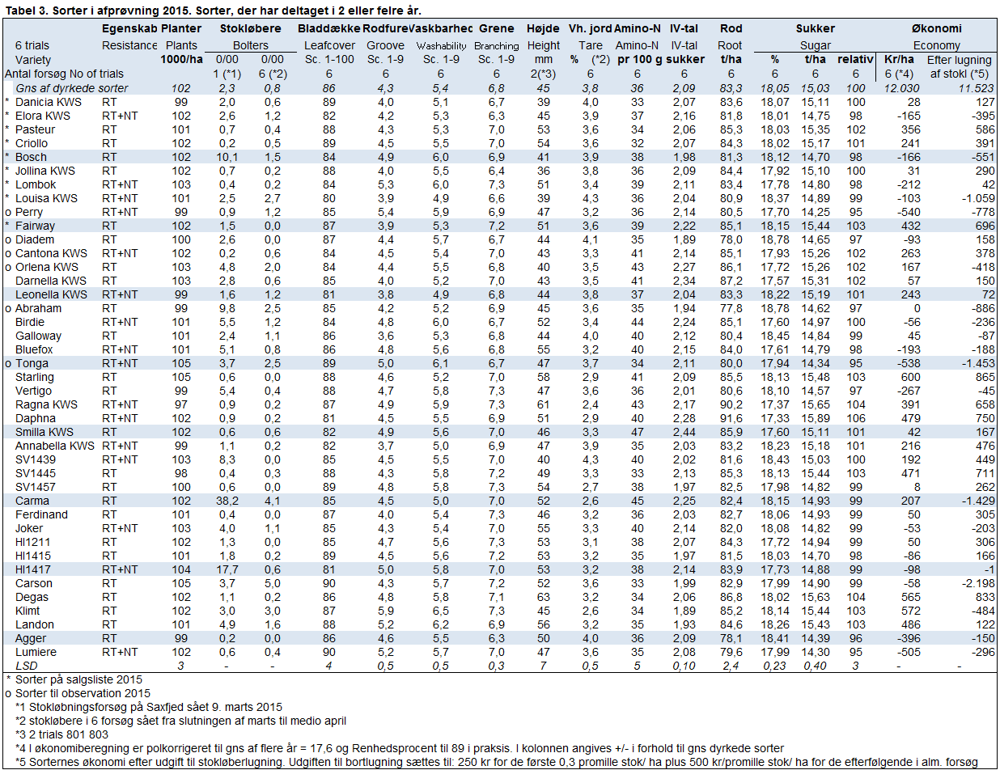 Tabel 3. Sorter i afprøvning 2015. Sorter, der har deltaget i 2 eller felre år.
Egenskab Planter Stokløbere Bladdække Rodfure Vaskbarhed Grene Højde Vh. jord Amino-N IV-tal Rod Sukker Økonomi
6 trials Resistance Plants Bolters Leafcover Groove Washability Branching Height Tare Amino-N IV-tal Root Sugar Economy
Variety 1000/ha 0/00 0/00 Sc. 1-100 Sc. 1-9 Sc. 1-9 Sc. 1-9 mm % (*2) pr 100 g sukker t/ha % t/ha relativ Kr/ha Efter lugning
Antal forsøg No of trials 1 (*1) 6 (*2) 6 6 6 6 2(*3) 6 6 6 6 6 6 6 6 (*4) af stokl (*5)
Gns af dyrkede sorter 102 2,3 0,8 86 4,3 5,4 6,8 45 3,8 36 2,09 83,3 18,05 15,03 100 12.030 11.523
* Danicia KWS RT 99 2,0 0,6 89 4,0 5,1 6,7 39 4,0 33 2,07 83,6 18,07 15,11 100 28 127
* Elora KWS RT+NT 102 2,6 1,2 82 4,2 5,3 6,3 45 3,9 37 2,16 81,8 18,01 14,75 98 -165 -395
* Pasteur RT 101 0,7 0,4 88 4,3 5,3 7,0 53 3,6 34 2,06 85,3 18,03 15,35 102 356 586
* Criollo RT 102 0,2 0,5 89 4,5 5,5 7,0 54 3,6 32 2,07 84,3 18,02 15,17 101 241 391
* Bosch RT 102 10,1 1,5 84 4,9 6,0 6,9 41 3,9 38 1,98 81,3 18,12 14,70 98 -166 -551
* Jollina KWS RT 102 0,7 0,2 88 4,0 5,5 6,4 36 3,8 36 2,09 84,4 17,92 15,10 100 31 290
* Lombok RT+NT 103 0,4 0,2 84 5,3 6,0 7,3 51 3,4 39 2,11 83,4 17,78 14,80 98 -212 42
* Louisa KWS RT+NT 101 2,5 2,7 80 3,9 4,9 6,6 39 4,3 36 2,04 80,9 18,37 14,89 99 -103 -1.059
o Perry RT+NT 99 0,9 1,2 85 5,4 5,9 6,9 47 3,2 36 2,14 80,5 17,70 14,25 95 -540 -778
* Fairway RT 102 1,5 0,0 87 3,9 5,3 7,2 51 3,6 39 2,22 85,1 18,15 15,44 103 432 696
o Diadem RT 100 2,6 0,0 87 4,4 5,7 6,7 44 4,1 35 1,89 78,0 18,78 14,65 97 -93 158
o Cantona KWS RT+NT 102 0,2 0,6 84 4,5 5,4 7,0 43 3,3 41 2,14 85,1 17,93 15,26 102 263 378
o Orlena KWS RT 103 4,8 2,0 84 4,4 5,5 6,8 40 3,5 43 2,27 86,1 17,72 15,26 102 167 -418
Darnella KWS RT 103 2,8 0,6 85 4,0 5,2 7,0 43 3,5 41 2,34 87,2 17,57 15,31 102 57 150
Leonella KWS RT+NT 99 1,6 1,2 81 3,8 4,9 6,8 44 3,8 37 2,04 83,3 18,22 15,19 101 243 72
o Abraham RT 99 9,8 2,5 85 4,2 5,2 6,9 45 3,6 35 1,94 77,8 18,78 14,62 97 0 -886
Birdie RT+NT 101 5,5 1,2 84 4,8 6,0 6,7 52 3,4 44 2,24 85,1 17,60 14,97 100 -56 -236
Galloway RT 101 2,4 1,1 86 3,6 5,3 6,8 44 4,0 40 2,12 80,4 18,45 14,84 99 45 -87
Bluefox RT+NT 101 5,1 0,8 86 4,8 5,6 6,8 55 3,2 40 2,15 84,0 17,61 14,79 98 -193 -188
o Tonga RT+NT 105 3,7 2,5 89 5,0 6,1 6,7 47 3,7 34 2,11 80,0 17,94 14,34 95 -538 -1.453
Starling RT 105 0,6 0,0 88 4,6 5,2 7,0 58 2,9 41 2,09 85,5 18,13 15,48 103 600 865
Vertigo RT 99 5,4 0,4 88 4,7 5,8 7,3 47 3,4 36 2,01 80,6 18,10 14,57 97 -267 -45
Ragna KWS RT+NT 97 0,9 0,2 87 4,9 5,9 7,3 61 2,4 43 2,17 90,2 17,37 15,65 104 391 658
Daphna RT+NT 102 0,9 0,2 81 4,5 5,5 6,9 51 2,9 40 2,28 91,6 17,33 15,89 106 479 750
Smilla KWS RT 102 0,6 0,6 82 4,9 5,6 7,0 46 3,3 47 2,44 85,9 17,60 15,11 101 42 167
Annabella KWS RT+NT 99 1,1 0,2 82 3,7 5,0 6,9 47 3,9 35 2,03 83,2 18,23 15,18 101 216 476
SV1439 RT+NT 103 8,3 0,0 85 4,5 5,2 7,0 40 4,3 40 2,02 81,6 18,43 15,03 100 192 449
SV1445 RT 98 0,4 0,3 88 4,3 5,8 7,2 49 3,3 33 2,13 85,3 18,13 15,44 103 471 711
SV1457 RT 100 0,6 0,0 89 4,8 5,8 7,3 54 2,7 38 1,97 82,5 17,98 14,82 99 8 262
Carma RT 102 38,2 4,1 85 4,5 5,0 7,0 52 2,6 45 2,25 82,4 18,15 14,93 99 207 -1.429
Ferdinand RT 101 0,4 0,0 87 4,0 5,4 7,3 46 3,2 36 2,03 82,7 18,06 14,93 99 50 305
Joker RT+NT 103 4,0 1,1 85 4,3 5,4 7,0 55 3,3 40 2,14 82,0 18,08 14,82 99 -53 -203
HI1211 RT 102 1,3 0,0 85 4,7 5,6 7,3 53 3,1 38 2,07 84,3 17,72 14,94 99 50 306
HI1415 RT 101 1,8 0,2 89 4,5 5,6 7,2 53 3,2 35 1,97 81,5 18,03 14,70 98 -86 166
HI1417 RT+NT 104 17,7 0,6 81 5,0 5,8 7,0 53 3,2 38 2,14 83,9 17,73 14,88 99 -98 -1
Carson RT 105 3,7 5,0 90 4,3 5,7 7,2 52 3,6 33 1,99 82,9 17,99 14,90 99 -58 -2.198
Degas RT 102 1,1 0,2 86 4,8 5,8 7,1 63 3,2 34 2,06 86,8 18,02 15,63 104 565 833
Klimt RT 102 3,0 3,0 87 5,9 6,5 7,3 45 2,6 34 1,89 85,2 18,14 15,44 103 572 -484
Landon RT 101 4,9 1,6 88 5,2 6,2 6,9 56 3,2 35 1,93 84,6 18,26 15,43 103 486 122
Agger RT 99 0,2 0,0 86 4,6 5,5 6,3 50 4,0 36 2,09 78,1 18,41 14,39 96 -396 -150
Lumiere RT+NT 102 0,6 0,4 90 5,2 5,7 7,0 47 3,6 35 2,08 79,6 17,99 14,30 95 -505 -296
LSD 3 - - 4 0,5 0,5 0,3 7 0,5 5 0,10 2,4 0,23 0,40 3 - -
* Sorter på salgsliste 2015
o Sorter til observation 2015
*1 Stokløbningsforsøg på Saxfjed sået 9. marts 2015
*2 stokløbere i 6 forsøg sået fra slutningen af marts til medio april
*3 2 trials 801 803
*4 I økonomiberegning er polkorrigeret til gns af flere år = 17,6 og Renhedsprocent til 89 i praksis. I kolonnen angives +/- i forhold til gns dyrkede sorter
*5 Sorternes økonomi efter udgift til stokløberlugning. Udgiften til bortlugning sættes til: 250 kr for de første 0,3 promille stok/ ha plus 500 kr/promille stok/ ha for de efterfølgende i alm. forsøg